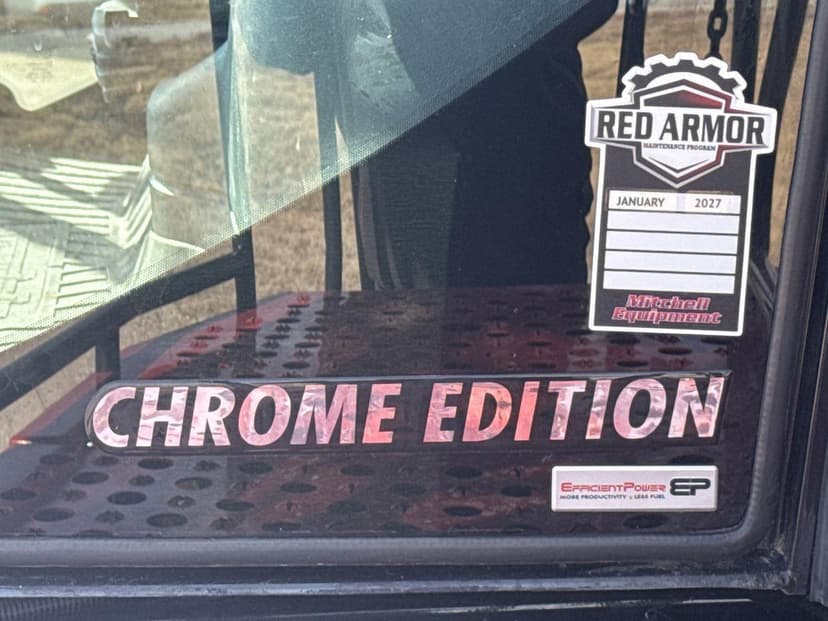 RED ARMOR
MAINTENANCE PROGRAM
JANUARY 2027
Mitchell
Equipment
CHROME EDITION
EFFICIENTPOWER EP
MORE PRODUCTIVITY & LESS FUEL